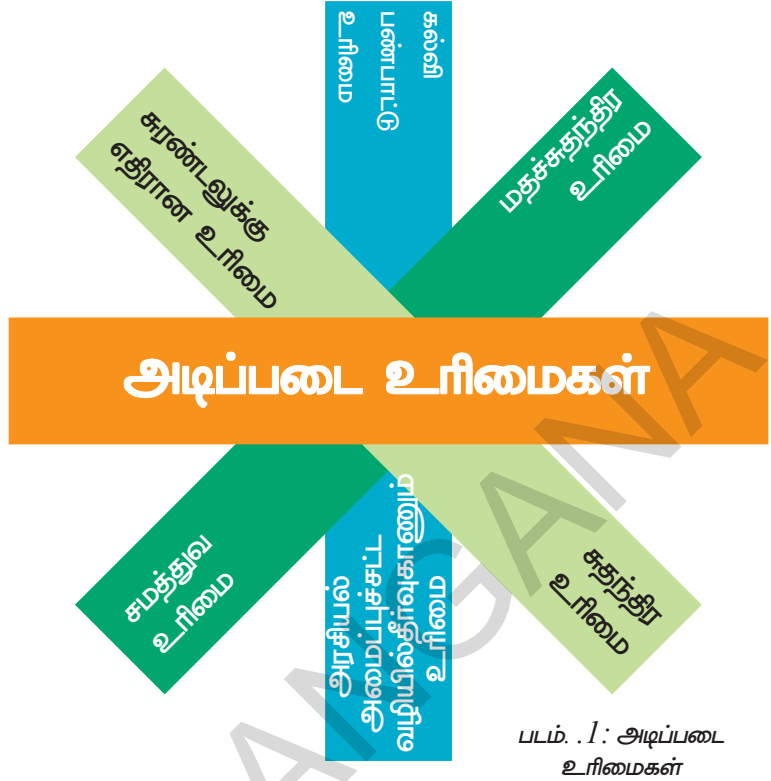 கல்வி
பண்பாட்டு
உரிமை
சுரண்டலுக்கு
எதிரான உரிமை
மதச்சுதந்திர
உரிமை
அடிப்படை உரிமைகள்
சமத்துவ
உரிமை
அரசியல்
அமைப்புச்சட்ட
வழியில்தீர்வுகாணும்
உரிமை
சுதந்திர
உரிமை
படம். .1: அடிப்படை
உரிமைகள்
ANGANA